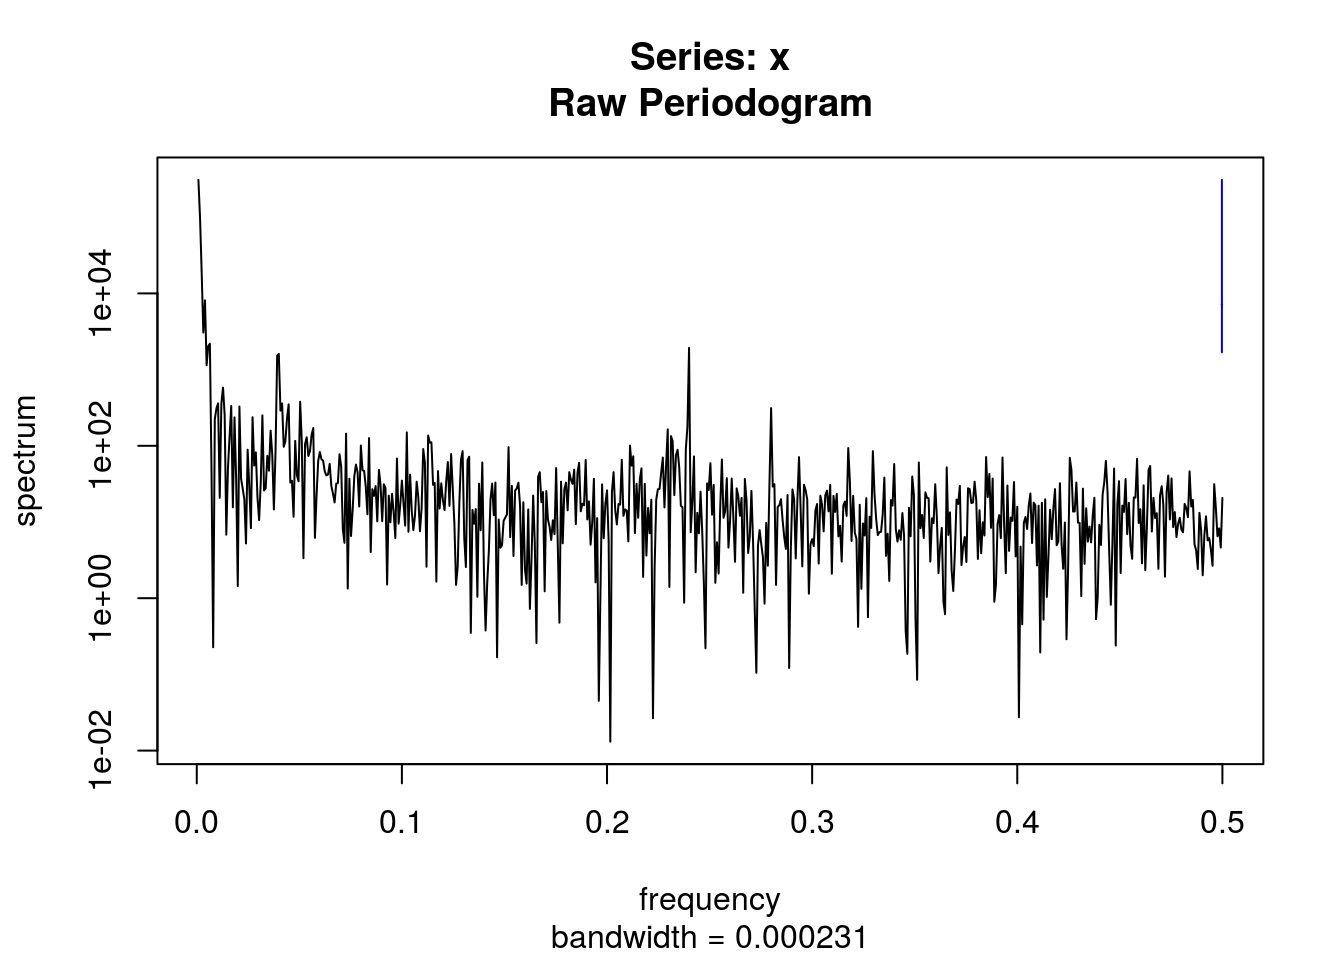 Series: x
Raw Periodogram
spectrum
1e+04
1e+02
1e+00
1e-02
0.0 0.1 0.2 0.3 0.4 0.5
frequency
bandwidth = 0.000231